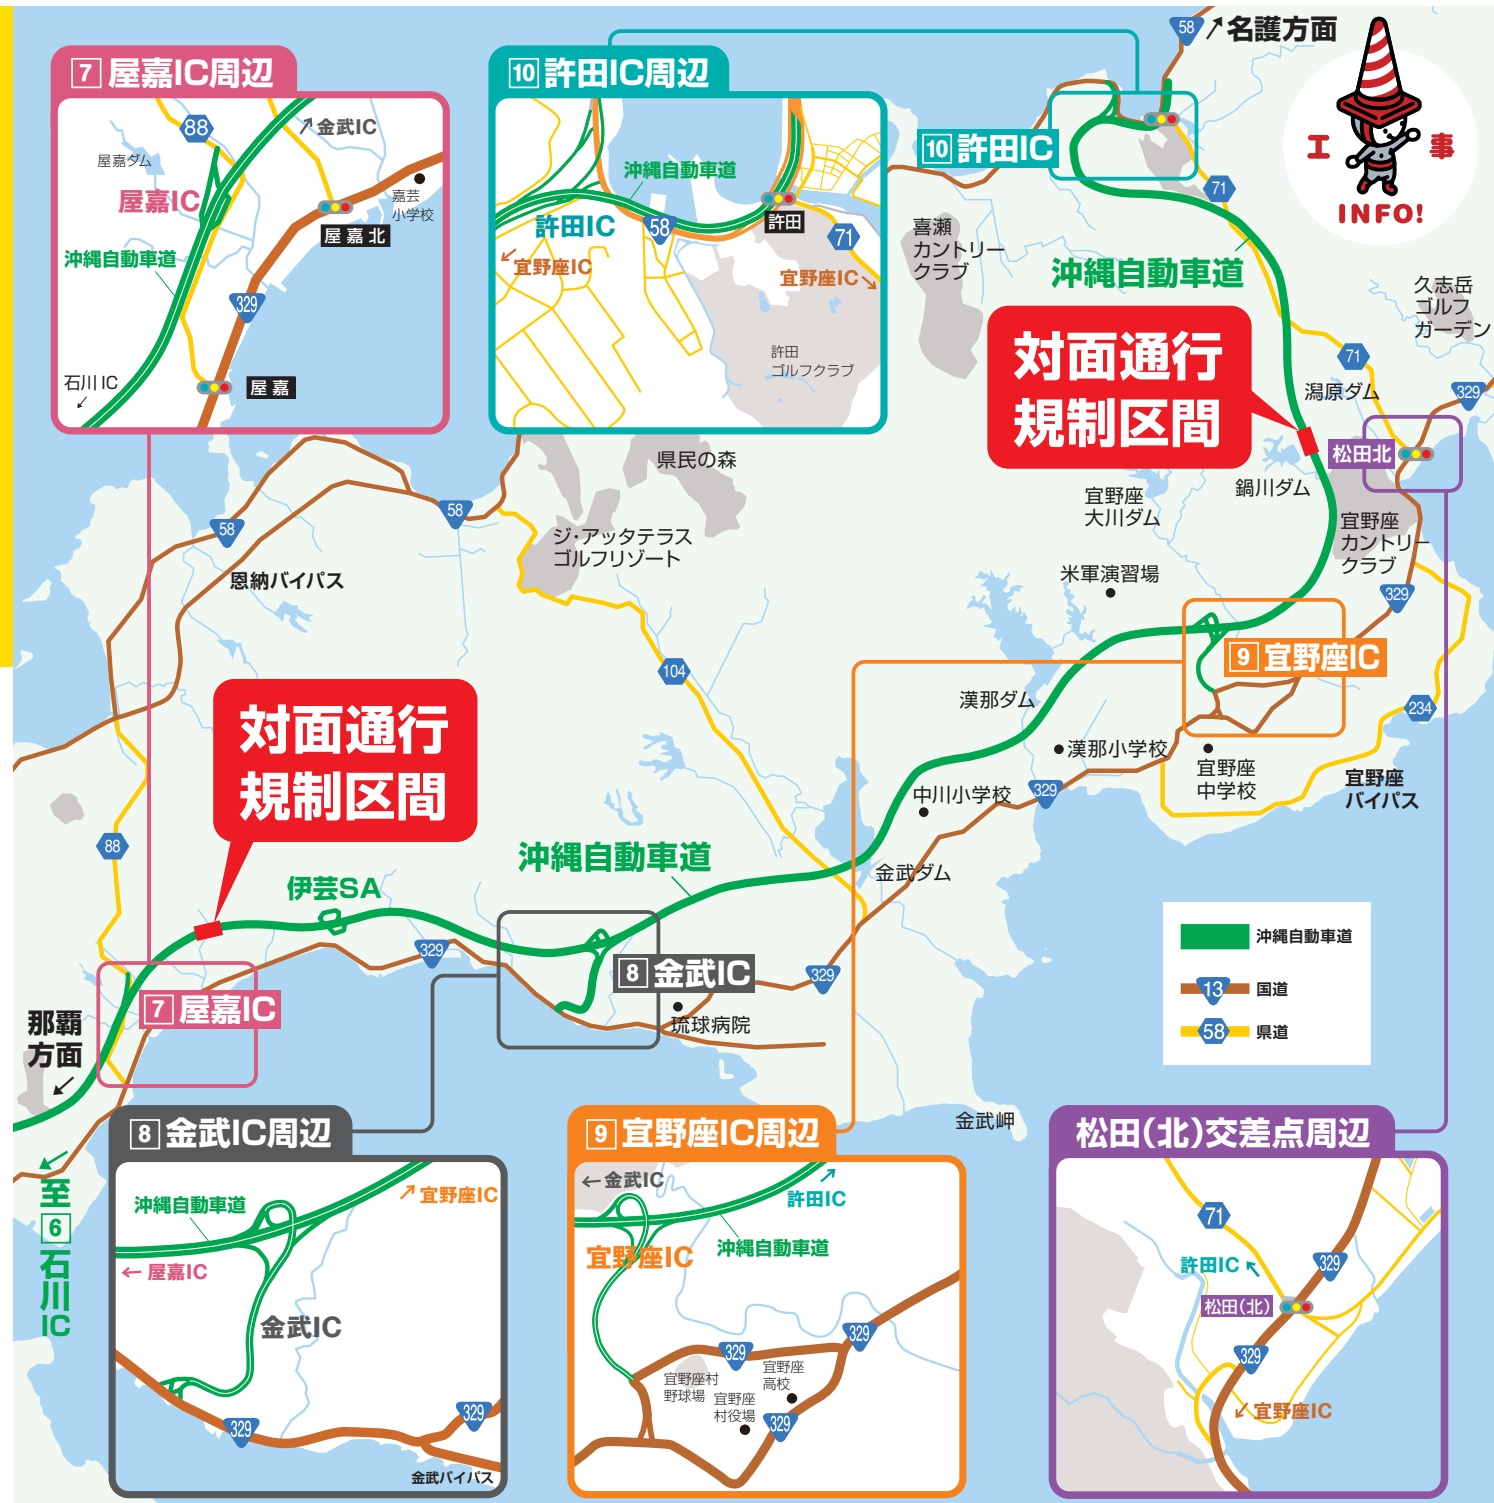 7 屋嘉IC周辺
88
金武IC
屋嘉ダム
屋嘉IC
嘉芸
小学校
屋嘉北
沖縄自動車道
329
石川IC
屋嘉
10 許田IC周辺
沖縄自動車道
許田IC
58
許田
71
宜野座IC
宜野座IC
許田
ゴルフクラブ
58
名護方面
工事
INFO!
10 許田IC
71
喜瀬
カントリー
クラブ
沖縄自動車道
久志岳
ゴルフ
ガーデン
対面通行
規制区間
71
潟原ダム
329
松田北
鍋川ダム
県民の森
宜野座
大川ダム
宜野座
カントリー
クラブ
58
58
ジ・アッタテラス
ゴルフリゾート
恩納バイパス
米軍演習場
329
9 宜野座IC
104
漢那ダム
234
対面通行
規制区間
漢那小学校
宜野座
中学校
宜野座
バイパス
中川小学校
329
88
沖縄自動車道
金武ダム
伊芸SA
329
8 金武IC
329
7 屋嘉IC
琉球病院
那覇
方面
沖縄自動車道
13 国道
58 県道
金武岬
至
6
石川
IC
8 金武IC周辺
沖縄自動車道
宜野座IC
屋嘉IC
金武IC
329
329
金武バイパス
9 宜野座IC周辺
金武IC
許田IC
宜野座IC
沖縄自動車道
329
329
宜野座村
野球場
宜野座
高校
宜野座
村役場
329
松田(北)交差点周辺
71
許田IC
329
松田(北)
329
宜野座IC